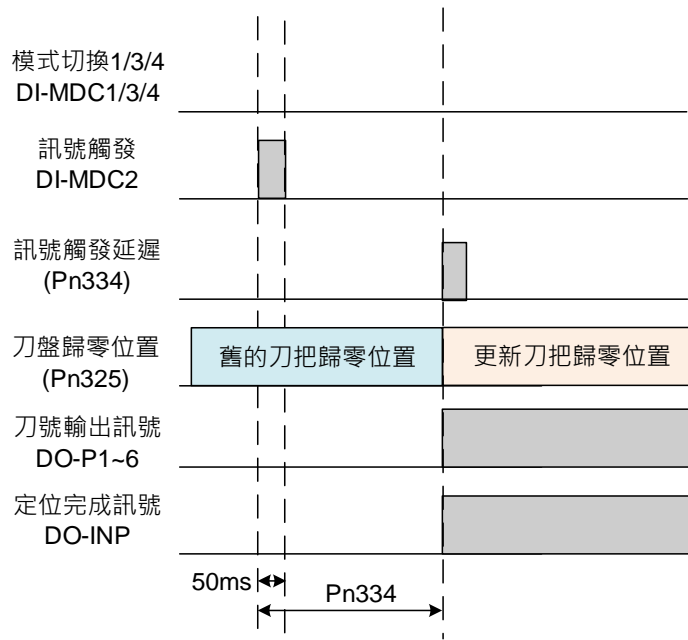 模式切換1/3/4
DI-MDC1/3/4
訊號觸發
DI-MDC2
訊號觸發延遲
(Pn334)
刀盤歸零位置
(Pn325)
舊的刀把歸零位置
更新刀把歸零位置
刀號輸出訊號
DO-P1~6
定位完成訊號
DO-INP
50ms
Pn334